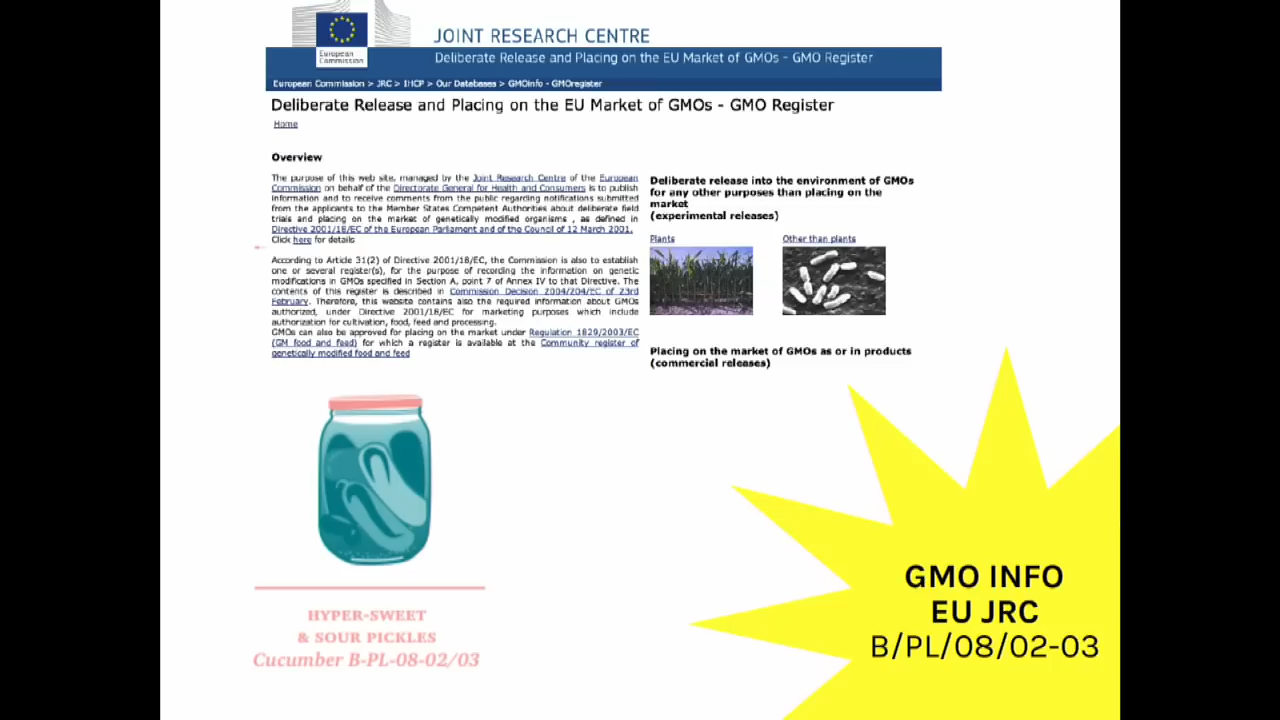 European
Commission
JOINT RESEARCH CENTRE
Deliberate Release and Placing on the EU Market of GMOs - GMO Register
European Commission > JRC > IHCP > Our Databases > GMOinfo - GMOregister
Deliberate Release and Placing on the EU Market of GMOs - GMO Register
Home
Overview
The purpose of this web site, managed by the Joint Research Centre of the European
Commission on behalf of the Directorate General for Health and Consumers is to publish
information and to receive comments from the public regarding notifications submitted
from the applicants to the Member States Competent Authorities about deliberate field
trials and placing on the market of genetically modified organisms , as defined in
Directive 2001/18/EC of the European Parliament and of the Council of 12 March 2001.
Click here for details
According to Article 31(2) of Directive 2001/18/EC, the Commission is also to establish
one or several register(s), for the purpose of recording the information on genetic
modifications in GMOs specified in Section A, point 7 of Annex IV to that Directive. The
contents of this register is described in Commission Decision 2004/204/EC of 23rd
February. Therefore, this website contains also the required information about GMOs
authorized, under Directive 2001/18/EC for marketing purposes which include
authorization for cultivation, food, feed and processing.
GMOs can also be approved for placing on the market under Regulation 1829/2003/EC
(GM food and feed) for which a register is available at the Community register of
genetically modified food and feed
Deliberate release into the environment of GMOs
for any other purposes than placing on the
market
(experimental releases)
Plants
Other than plants
Placing on the market of GMOs as or in products
(commercial releases)
HYPER-SWEET
& SOUR PICKLES
Cucumber B-PL-08-02/03
GMO INFO
EU JRC
B/PL/08/02-03